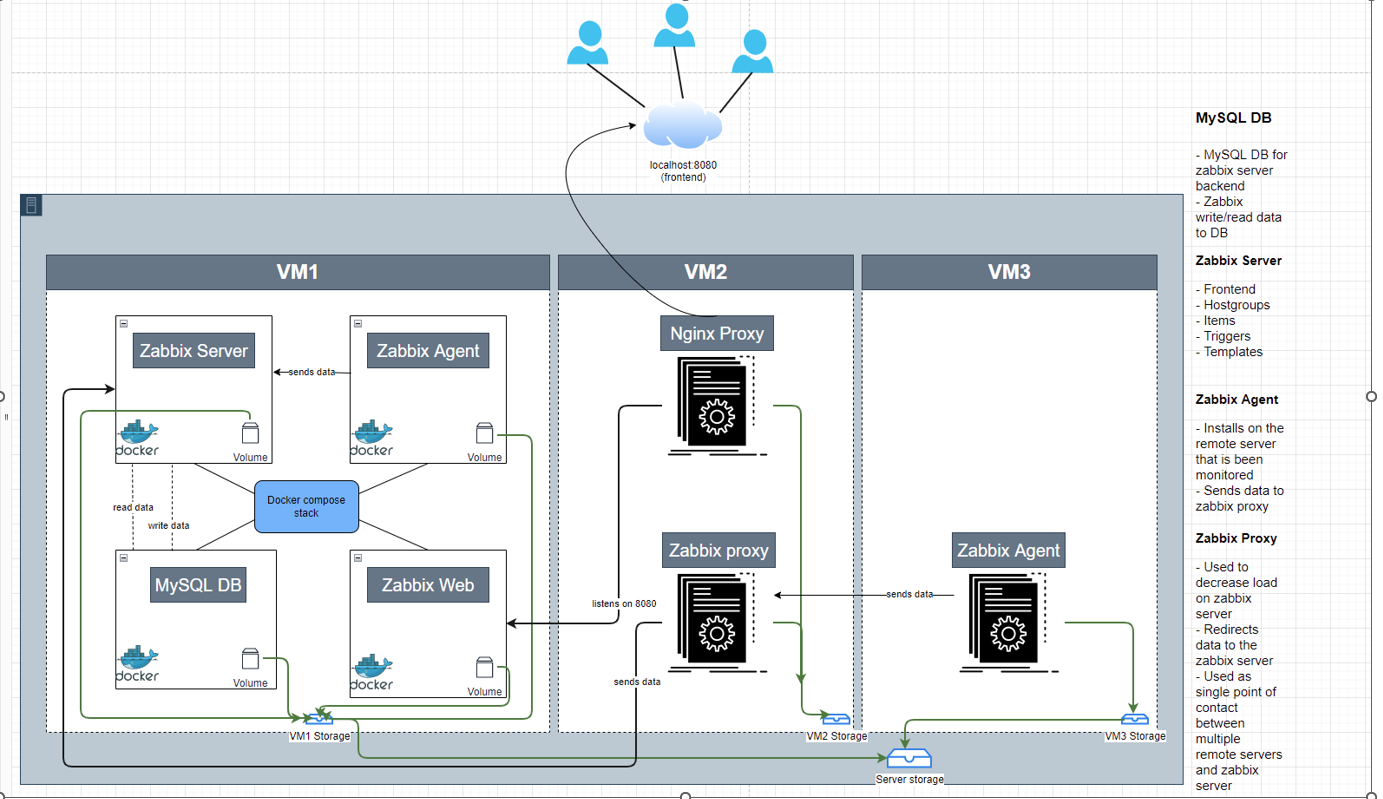 localhost:8080
(frontend)
VM1
VM2
VM3
Zabbix Server
docker
Volume
sends data
Zabbix Agent
docker
Volume
read data
write data
Docker compose
stack
MySQL DB
docker
Volume
Zabbix Web
docker
Volume
VM1 Storage
Nginx Proxy
listens on 8080
Zabbix proxy
sends data
VM2 Storage
sends data
Zabbix Agent
VM3 Storage
Server storage
MySQL DB
- MySQL DB for
zabbix server
backend
- Zabbix
write/read data
to DB
Zabbix Server
- Frontend
- Hostgroups
- Items
- Triggers
- Templates
Zabbix Agent
- Installs on the
remote server
that is been
monitored
- Sends data to
zabbix proxy
Zabbix Proxy
- Used to
decrease load
on zabbix
server
- Redirects
data to the
zabbix server
- Used as
single point of
contact
between
multiple
remote servers
and zabbix
server